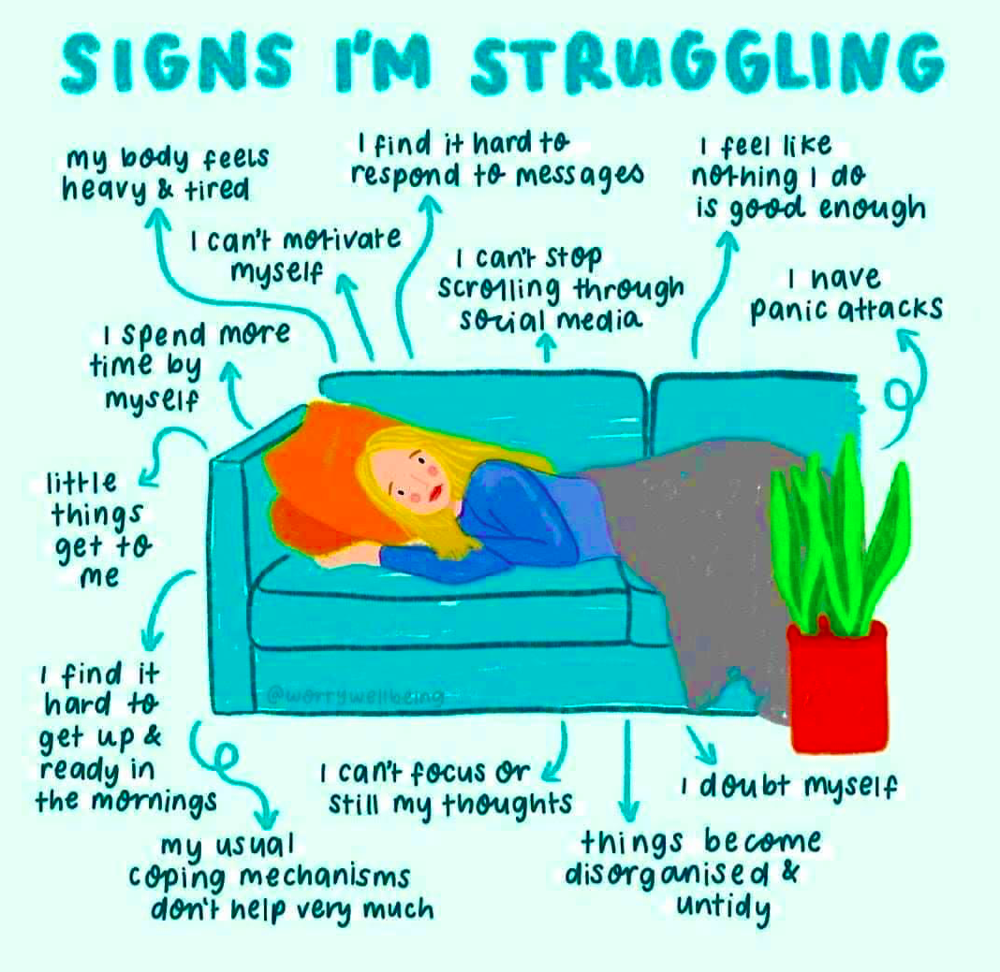 SIGNS I'M STRUGGLING
my body feels
heavy & tired
I find it hard to
respond to messages
I feel like
nothing I do
is good enough
I can't motivate
myself
I can't stop
scrolling through
social media
I have
panic attacks
I spend more
time by
myself
little
things
get to
me
I find it
hard to
get up &
ready in
the mornings
@worrywellbeing
I can't focus or
still my thoughts
I doubt myself
my usual
coping mechanisms
don't help very much
things become
disorganised &
untidy